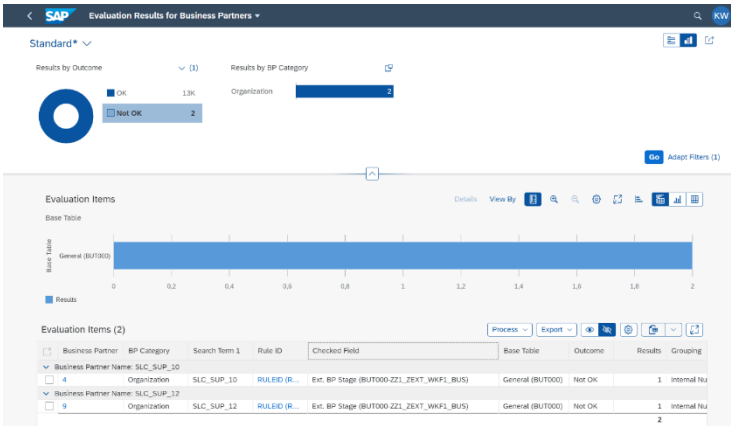 SAP Evaluation Results for Business Partners KW
Standard*
Results by Outcome (1) Results by BP Category
OK 13K
Organization 2
Not OK 2
Go Adapt Filters (1)
Evaluation Items
Details View By
Base Table
Base Table
General (BUT000)
0 0,2 0,4 0,6 0,8 1 1,2 1,4 1,6 1,8 2
Results
Evaluation Items (2) Process Export
Business Partner BP Category Search Term 1 Rule ID Checked Field Base Table Outcome Results Grouping
Business Partner Name: SLC_SUP_10
4 Organization SLC_SUP_10 RULEID (R... Ext. BP Stage (BUT000-ZZ1_ZEXT_WKF1_BUS) General (BUT000) Not OK 1 Internal Nu
Business Partner Name: SLC_SUP_12
9 Organization SLC_SUP_12 RULEID (R... Ext. BP Stage (BUT000-ZZ1_ZEXT_WKF1_BUS) General (BUT000) Not OK 1 Internal Nu
2